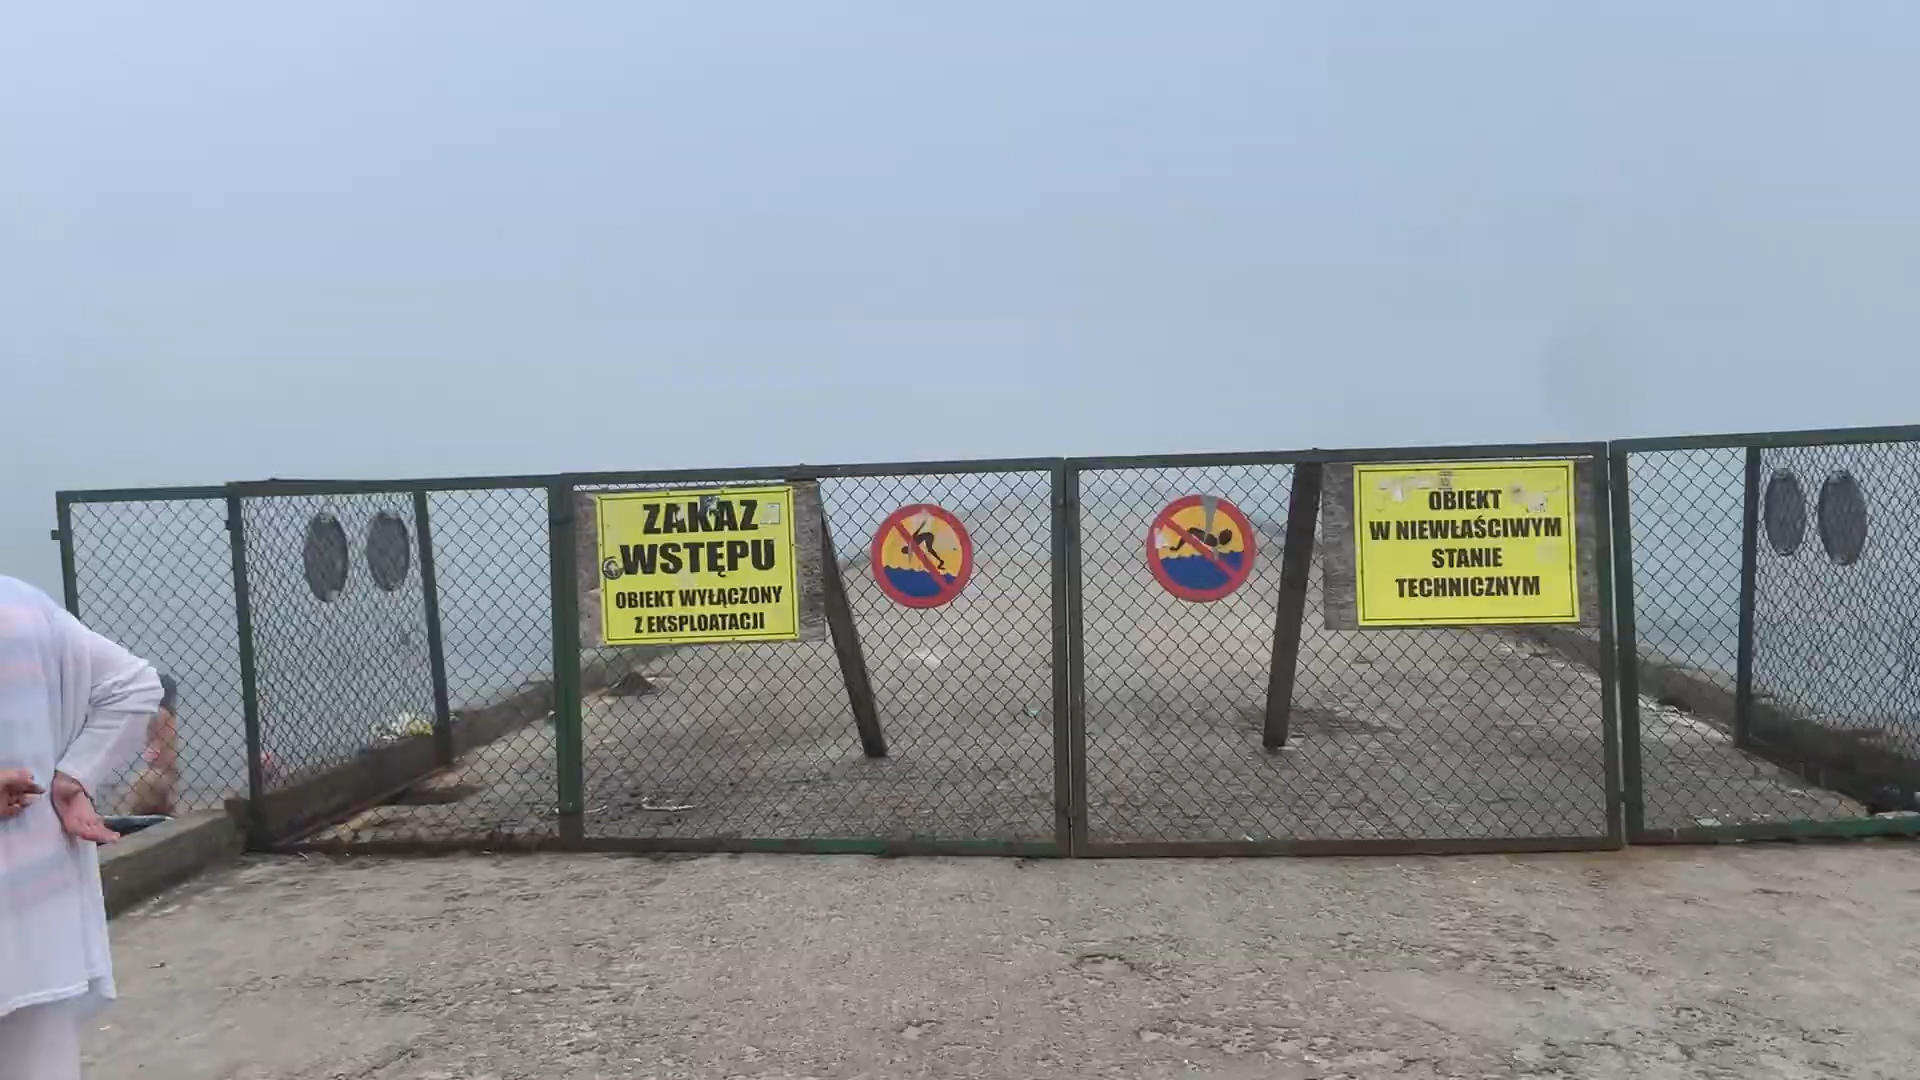 ZAKAZ
WSTĘPU
OBIEKT WYŁĄCZONY
Z EKSPLOATACJI
OBIEKT
W NIEWŁAŚCIWYM
STANIE
TECHNICZNYM